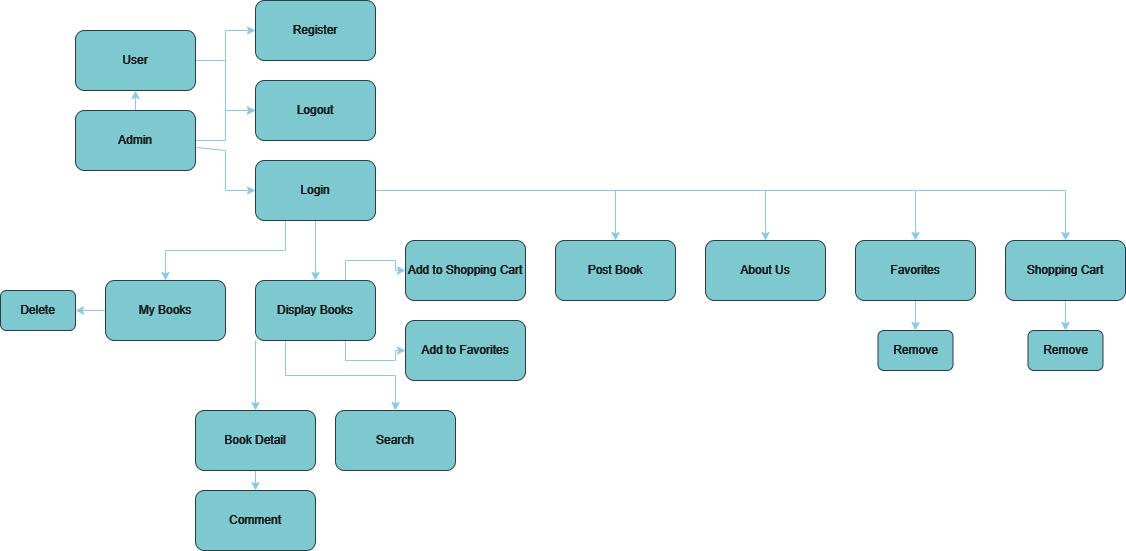 Register
User
Logout
Admin
Login
Add to Shopping Cart
Post Book
About Us
Favorites
Shopping Cart
Delete
My Books
Display Books
Add to Favorites
Remove
Remove
Book Detail
Search
Comment